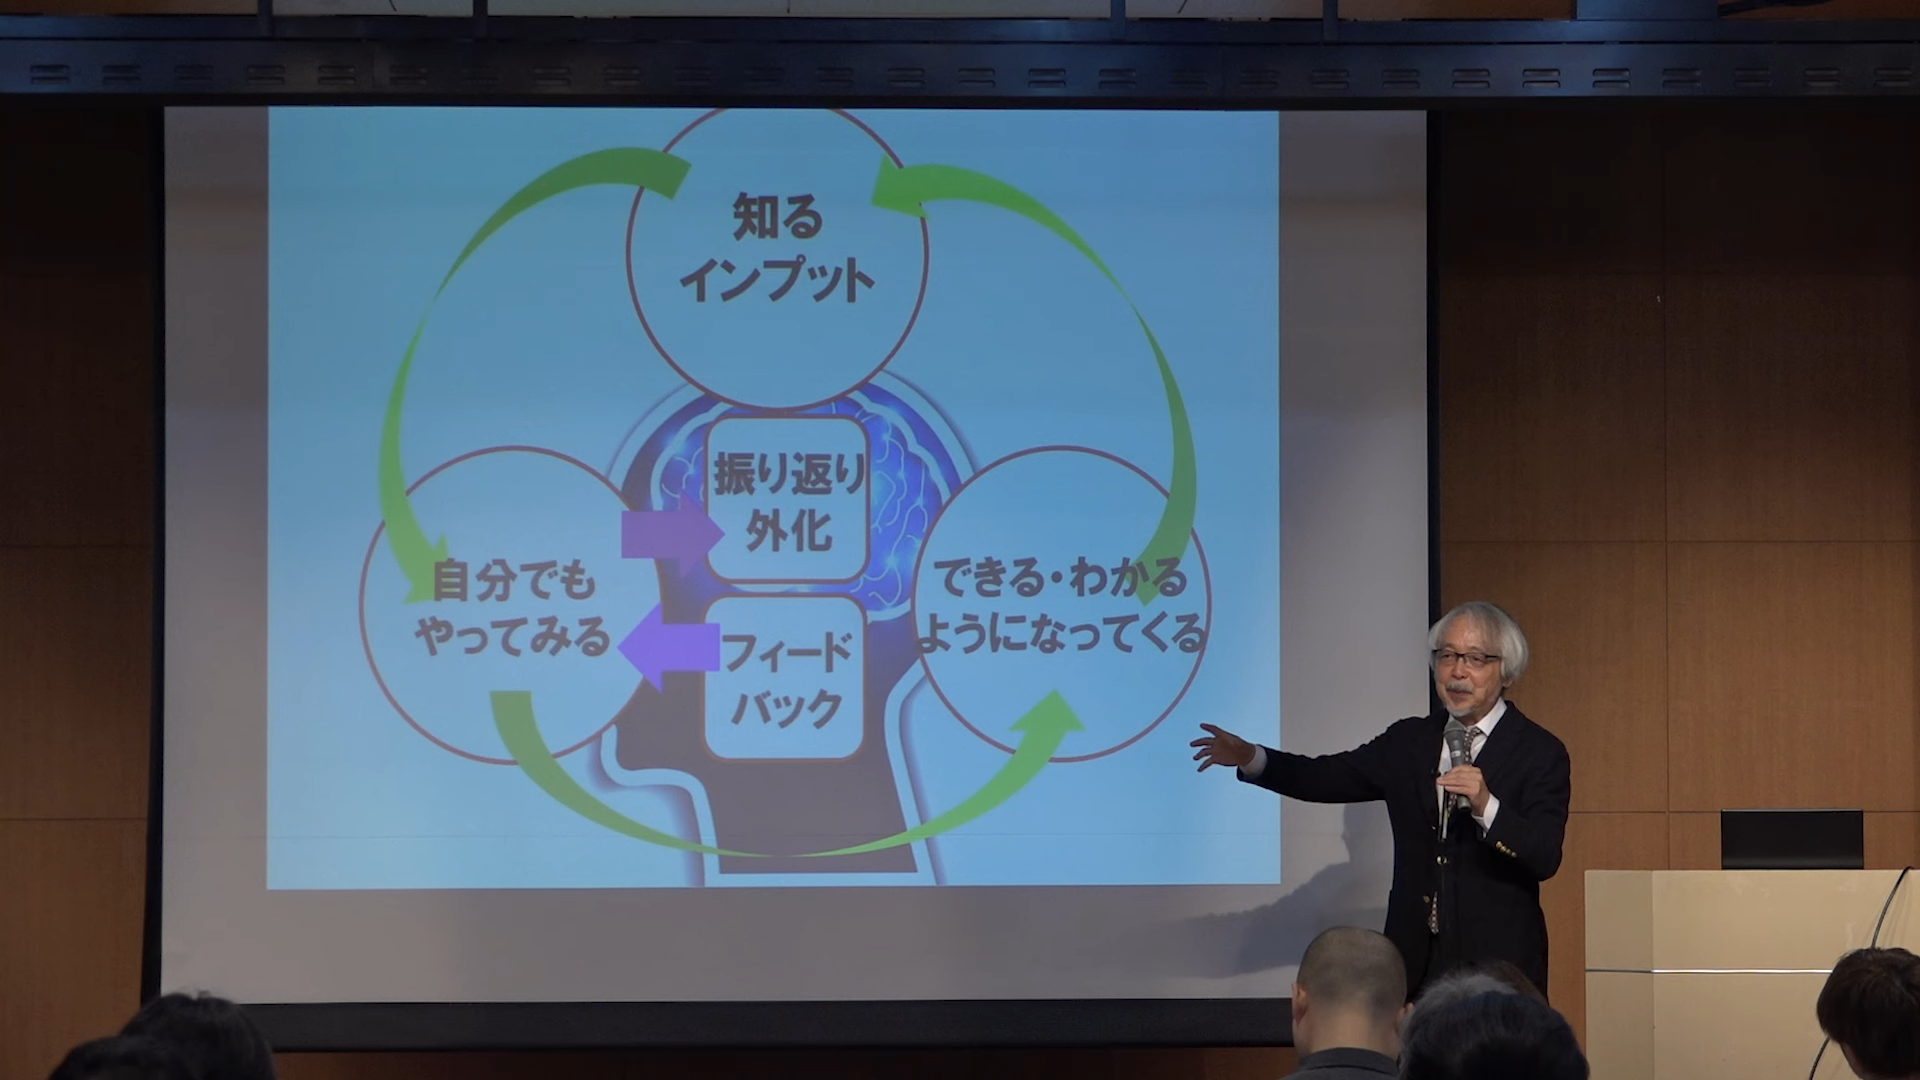 知る
インプット
振り返り
外化
自分でも
やってみる
フィード
バック
できる・わかる
ようになってくる